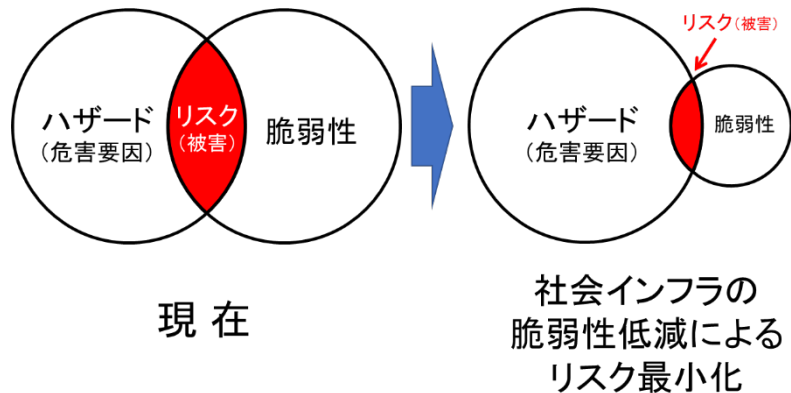 ハザード
(危害要因)
リスク
(被害)
脆弱性
現在
リスク(被害)
ハザード
(危害要因)
脆弱性
社会インフラの
脆弱性低減による
リスク最小化